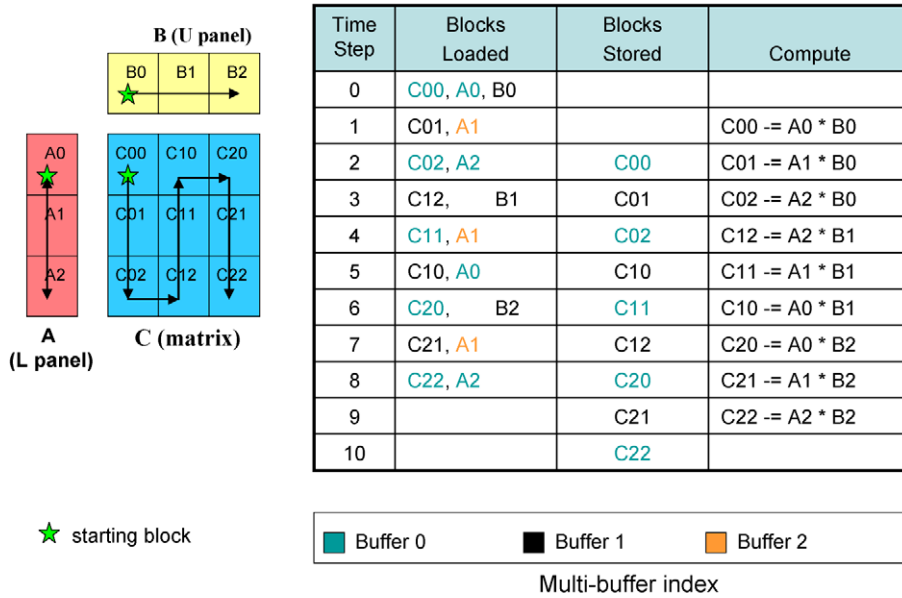 B (U panel)
B0 B1 B2
A0
A1
A2
C00 C10 C20
C01 C11 C21
C02 C12 C22
A
(L panel)
C (matrix)
starting block
Time Step Blocks Loaded Blocks Stored Compute
0 C00, A0, B0
1 C01, A1 C00 -= A0 * B0
2 C02, A2 C00 C01 -= A1 * B0
3 C12, B1 C01 C02 -= A2 * B0
4 C11, A1 C02 C12 -= A2 * B1
5 C10, A0 C10 C11 -= A1 * B1
6 C20, B2 C11 C10 -= A0 * B1
7 C21, A1 C12 C20 -= A0 * B2
8 C22, A2 C20 C21 -= A1 * B2
9 C21 C22 -= A2 * B2
10 C22
Buffer 0 Buffer 1 Buffer 2
Multi-buffer index